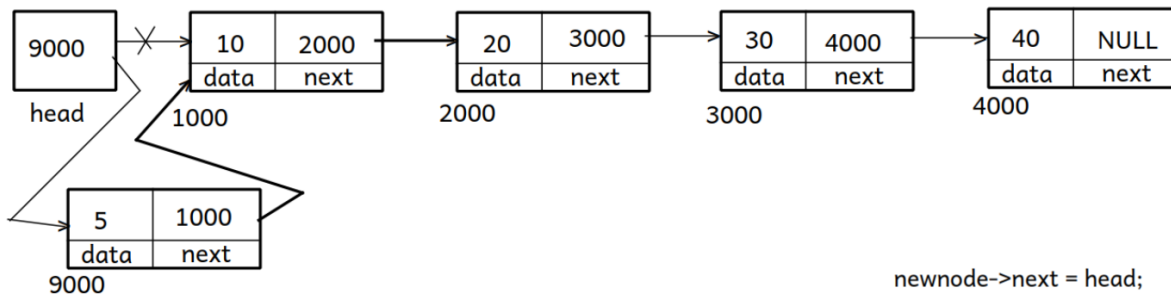 9000
head
10 2000
data next
1000
20 3000
data next
2000
30 4000
data next
3000
40 NULL
data next
4000
5 1000
data next
9000
newnode->next = head;